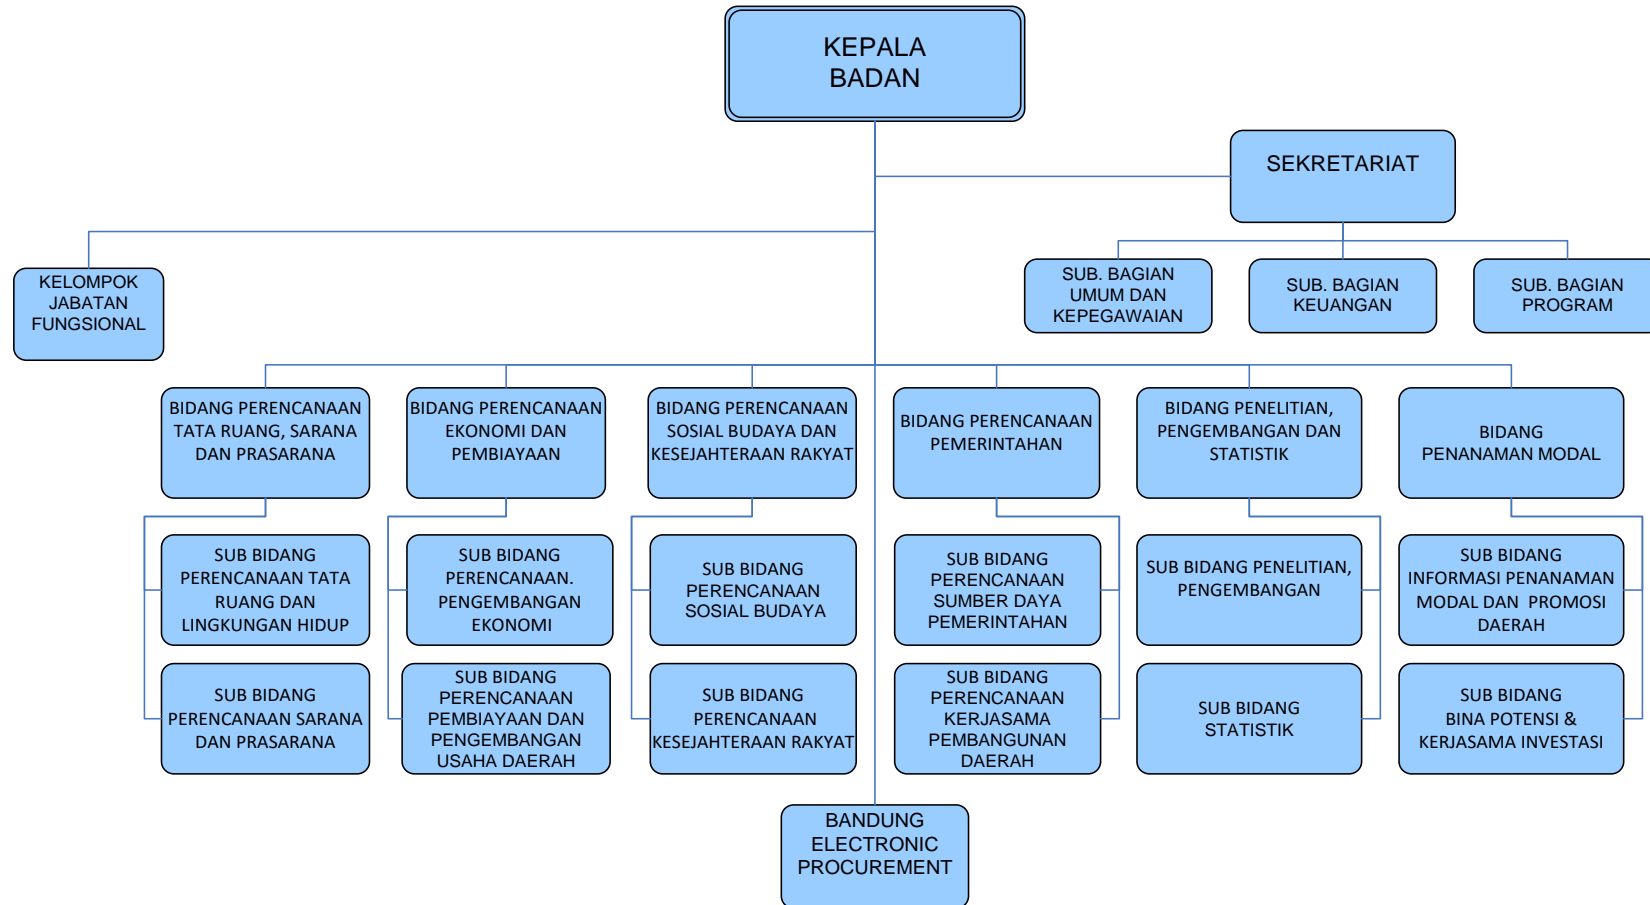 KEPALA
BADAN
SEKRETARIAT
KELOMPOK
JABATAN
FUNGSIONAL
SUB. BAGIAN
UMUM DAN
KEPEGAWAIAN
SUB. BAGIAN
KEUANGAN
SUB. BAGIAN
PROGRAM
BIDANG PERENCANAAN
TATA RUANG, SARANA
DAN PRASARANA
BIDANG PERENCANAAN
EKONOMI DAN
PEMBIAYAAN
BIDANG PERENCANAAN
SOSIAL BUDAYA DAN
KESEJAHTERAAN RAKYAT
BIDANG PERENCANAAN
PEMERINTAHAN
BIDANG PENELITIAN,
PENGEMBANGAN DAN
STATISTIK
BIDANG
PENANAMAN MODAL
SUB BIDANG
PERENCANAAN TATA
RUANG DAN
LINGKUNGAN HIDUP
SUB BIDANG
PERENCANAAN.
PENGEMBANGAN
EKONOMI
SUB BIDANG
PERENCANAAN
SOSIAL BUDAYA
SUB BIDANG
PERENCANAAN
SUMBER DAYA
PEMERINTAHAN
SUB BIDANG PENELITIAN,
PENGEMBANGAN
SUB BIDANG
INFORMASI PENANAMAN
MODAL DAN PROMOSI
DAERAH
SUB BIDANG
PERENCANAAN SARANA
DAN PRASARANA
SUB BIDANG
PERENCANAAN
PEMBIAYAAN DAN
PENGEMBANGAN
USAHA DAERAH
SUB BIDANG
PERENCANAAN
KESEJAHTERAAN RAKYAT
SUB BIDANG
PERENCANAAN
KERJASAMA
PEMBANGUNAN
DAERAH
SUB BIDANG
STATISTIK
SUB BIDANG
BINA POTENSI &
KERJASAMA INVESTASI
BANDUNG
ELECTRONIC
PROCUREMENT